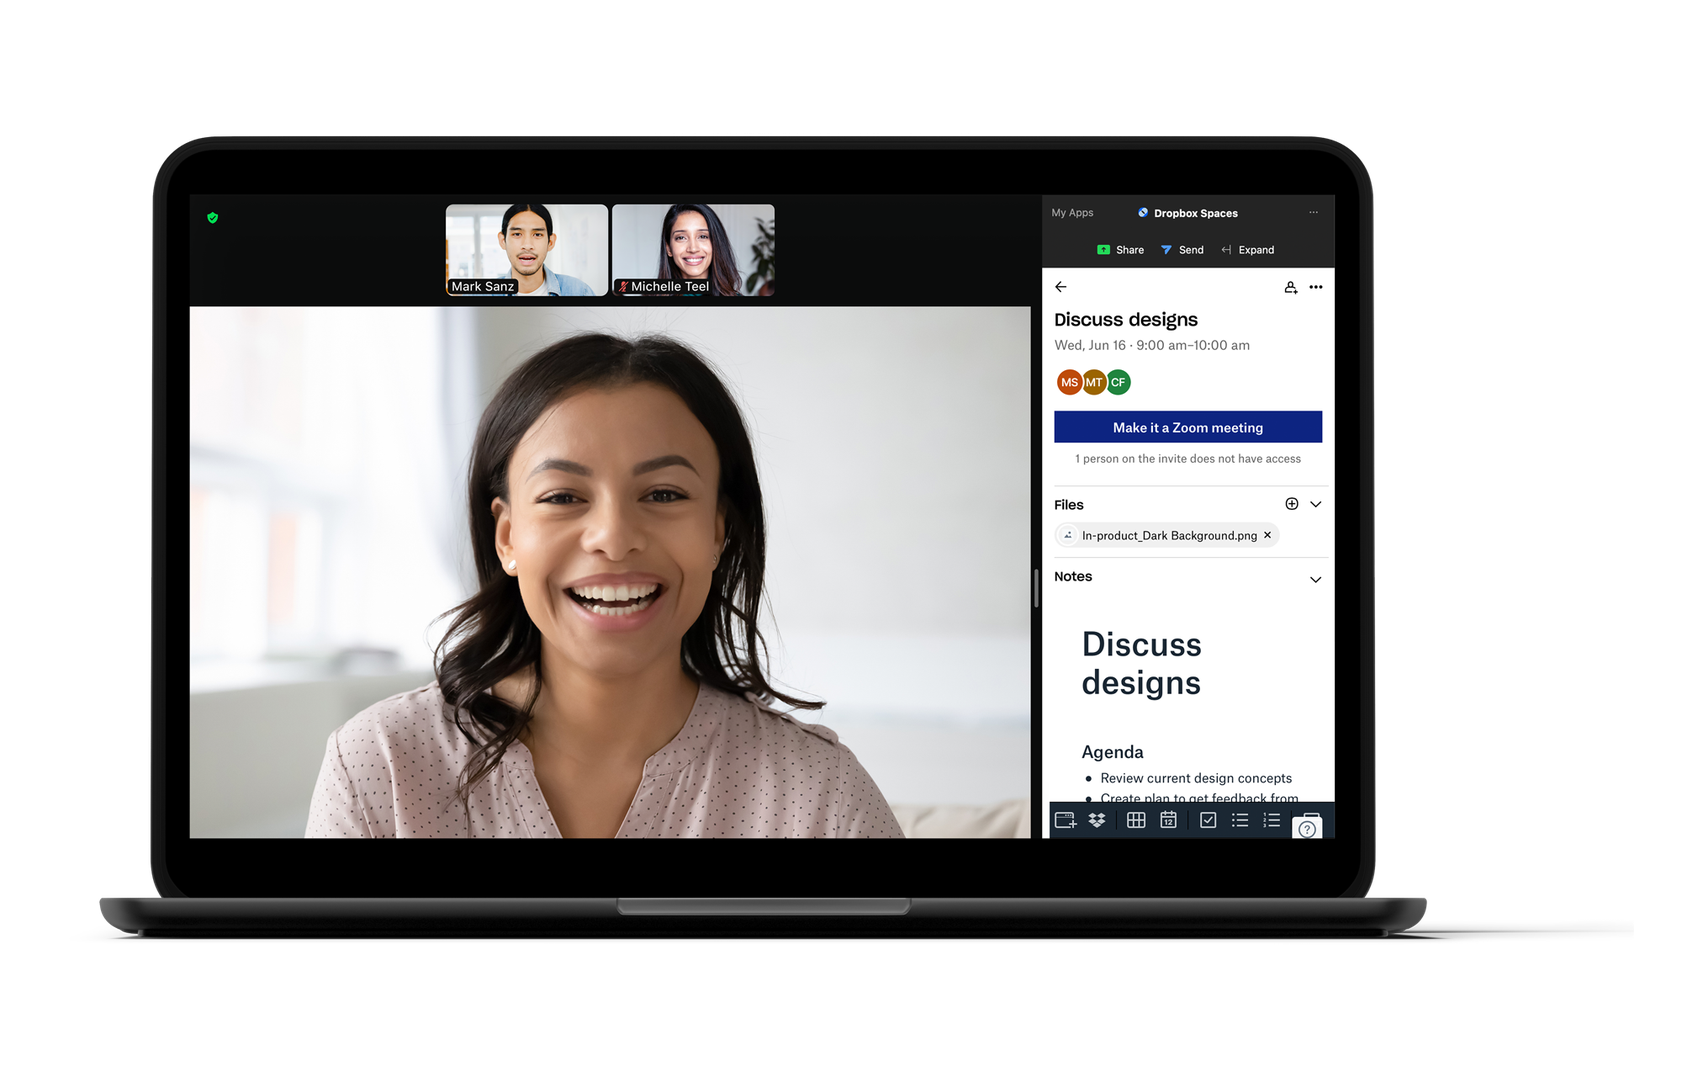 Mark Sanz
Michelle Teel
My Apps
Dropbox Spaces
Share
Send
Expand
Discuss designs
Wed, Jun 16 · 9:00 am–10:00 am
MS
MT
CF
Make it a Zoom meeting
1 person on the invite does not have access
Files
In-product_Dark Background.png
Notes
Discuss
designs
Agenda
Review current design concepts
Create plan to get feedback from
12